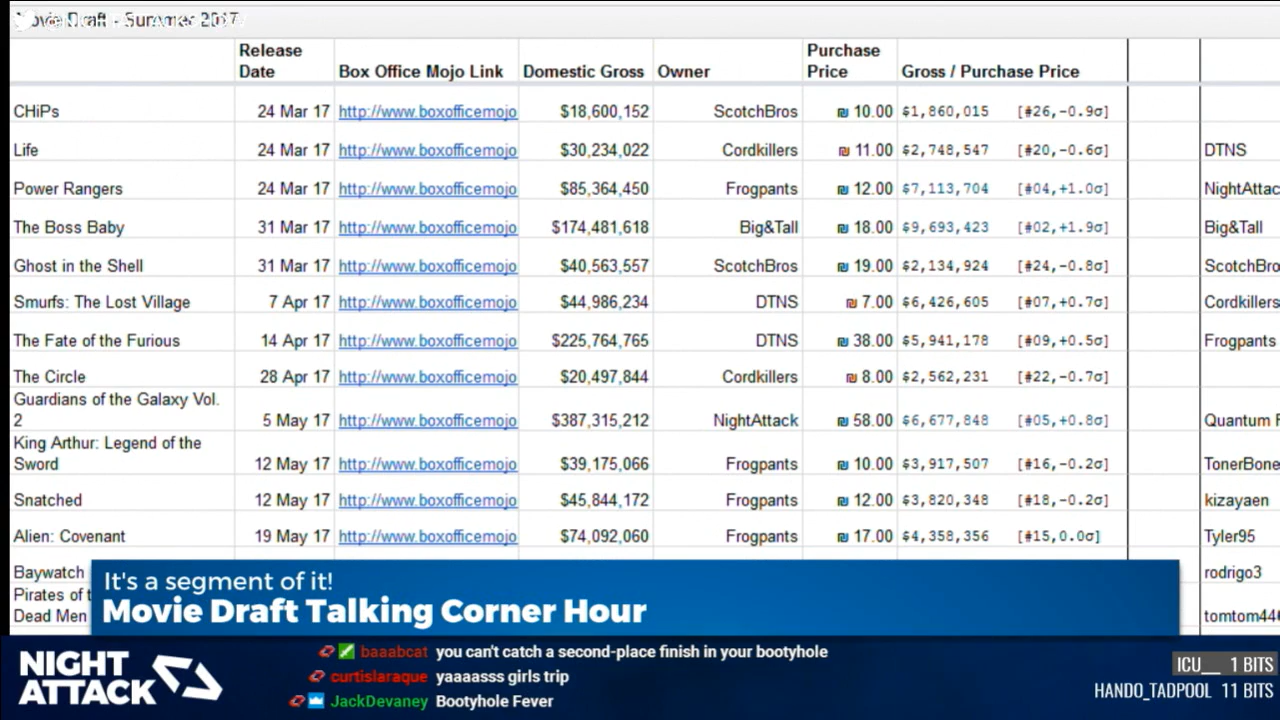 Movie Draft - Summer 2017
Release Date Box Office Mojo Link Domestic Gross Owner Purchase Price Gross / Purchase Price
CHiPs 24 Mar 17 http://www.boxofficemojo $18,600,152 ScotchBros ₪ 10.00 $1,860,015 [#26,-0.9σ]
Life 24 Mar 17 http://www.boxofficemojo $30,234,022 Cordkillers ₪ 11.00 $2,748,547 [#20,-0.6σ] DTNS
Power Rangers 24 Mar 17 http://www.boxofficemojo $85,364,450 Frogpants ₪ 12.00 $7,113,704 [#04,+1.0σ] NightAttac
The Boss Baby 31 Mar 17 http://www.boxofficemojo $174,481,618 Big&Tall ₪ 18.00 $9,693,423 [#02,+1.9σ] Big&Tall
Ghost in the Shell 31 Mar 17 http://www.boxofficemojo $40,563,557 ScotchBros ₪ 19.00 $2,134,924 [#24,-0.8σ] ScotchBro
Smurfs: The Lost Village 7 Apr 17 http://www.boxofficemojo $44,986,234 DTNS ₪ 7.00 $6,426,605 [#07,+0.7σ] Cordkillers
The Fate of the Furious 14 Apr 17 http://www.boxofficemojo $225,764,765 DTNS ₪ 38.00 $5,941,178 [#09,+0.5σ] Frogpants
The Circle 28 Apr 17 http://www.boxofficemojo $20,497,844 Cordkillers ₪ 8.00 $2,562,231 [#22,-0.7σ]
Guardians of the Galaxy Vol.
2 5 May 17 http://www.boxofficemojo $387,315,212 NightAttack ₪ 58.00 $6,677,848 [#05,+0.8σ] Quantum
King Arthur: Legend of the
Sword 12 May 17 http://www.boxofficemojo $39,175,066 Frogpants ₪ 10.00 $3,917,507 [#16,-0.2σ] TonerBone
Snatched 12 May 17 http://www.boxofficemojo $45,844,172 Frogpants ₪ 12.00 $3,820,348 [#18,-0.2σ] kizayaen
Alien: Covenant 19 May 17 http://www.boxofficemojo $74,092,060 Frogpants ₪ 17.00 $4,358,356 [#15,0.0σ] Tyler95
Baywatch rodrigo3
Pirates of t
Dead Men tomtom44
It's a segment of it!
Movie Draft Talking Corner Hour
NIGHT ATTACK
baaabcat you can't catch a second-place finish in your bootyhole
curtislaraque yaaaasss girls trip
JackDevaney Bootyhole Fever
ICU__ 1 BITS
HANDO_TADPOOL 11 BITS